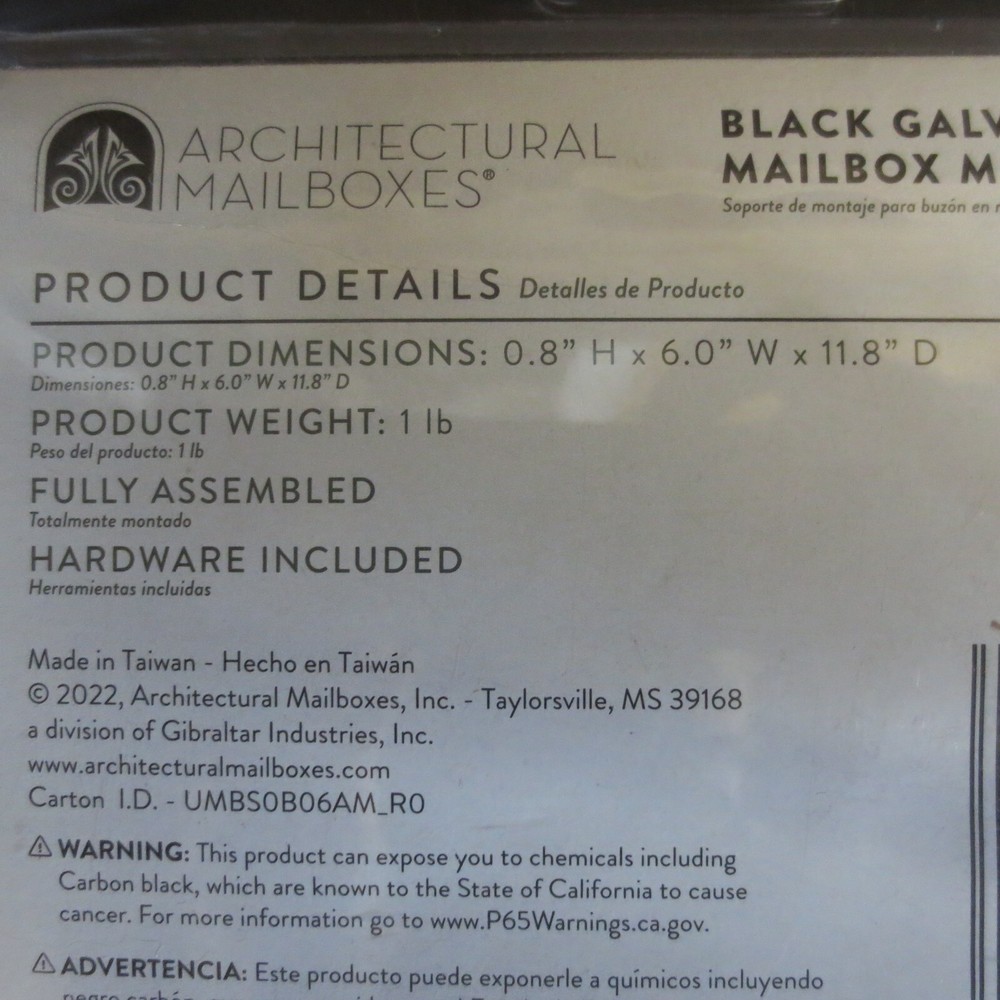 ARCHITECTURAL
MAILBOXES®
BLACK GALV
MAILBOX M
Soporte de montaje para buzón en
PRODUCT DETAILS Detalles de Producto
PRODUCT DIMENSIONS: 0.8” H x 6.0” W x 11.8” D
Dimensiones: 0.8” H x 6.0” W x 11.8” D
PRODUCT WEIGHT: 1 lb
Peso del producto: 1 lb
FULLY ASSEMBLED
Totalmente montado
HARDWARE INCLUDED
Herramientas incluidas
Made in Taiwan - Hecho en Taiwán
© 2022, Architectural Mailboxes, Inc. - Taylorsville, MS 39168
a division of Gibraltar Industries, Inc.
www.architecturalmailboxes.com
Carton I.D. - UMBS0B06AM_R0
⚠ WARNING: This product can expose you to chemicals including
Carbon black, which are known to the State of California to cause
cancer. For more information go to www.P65Warnings.ca.gov.
⚠ ADVERTENCIA: Este producto puede exponerle a químicos incluyendo
negro carbón,